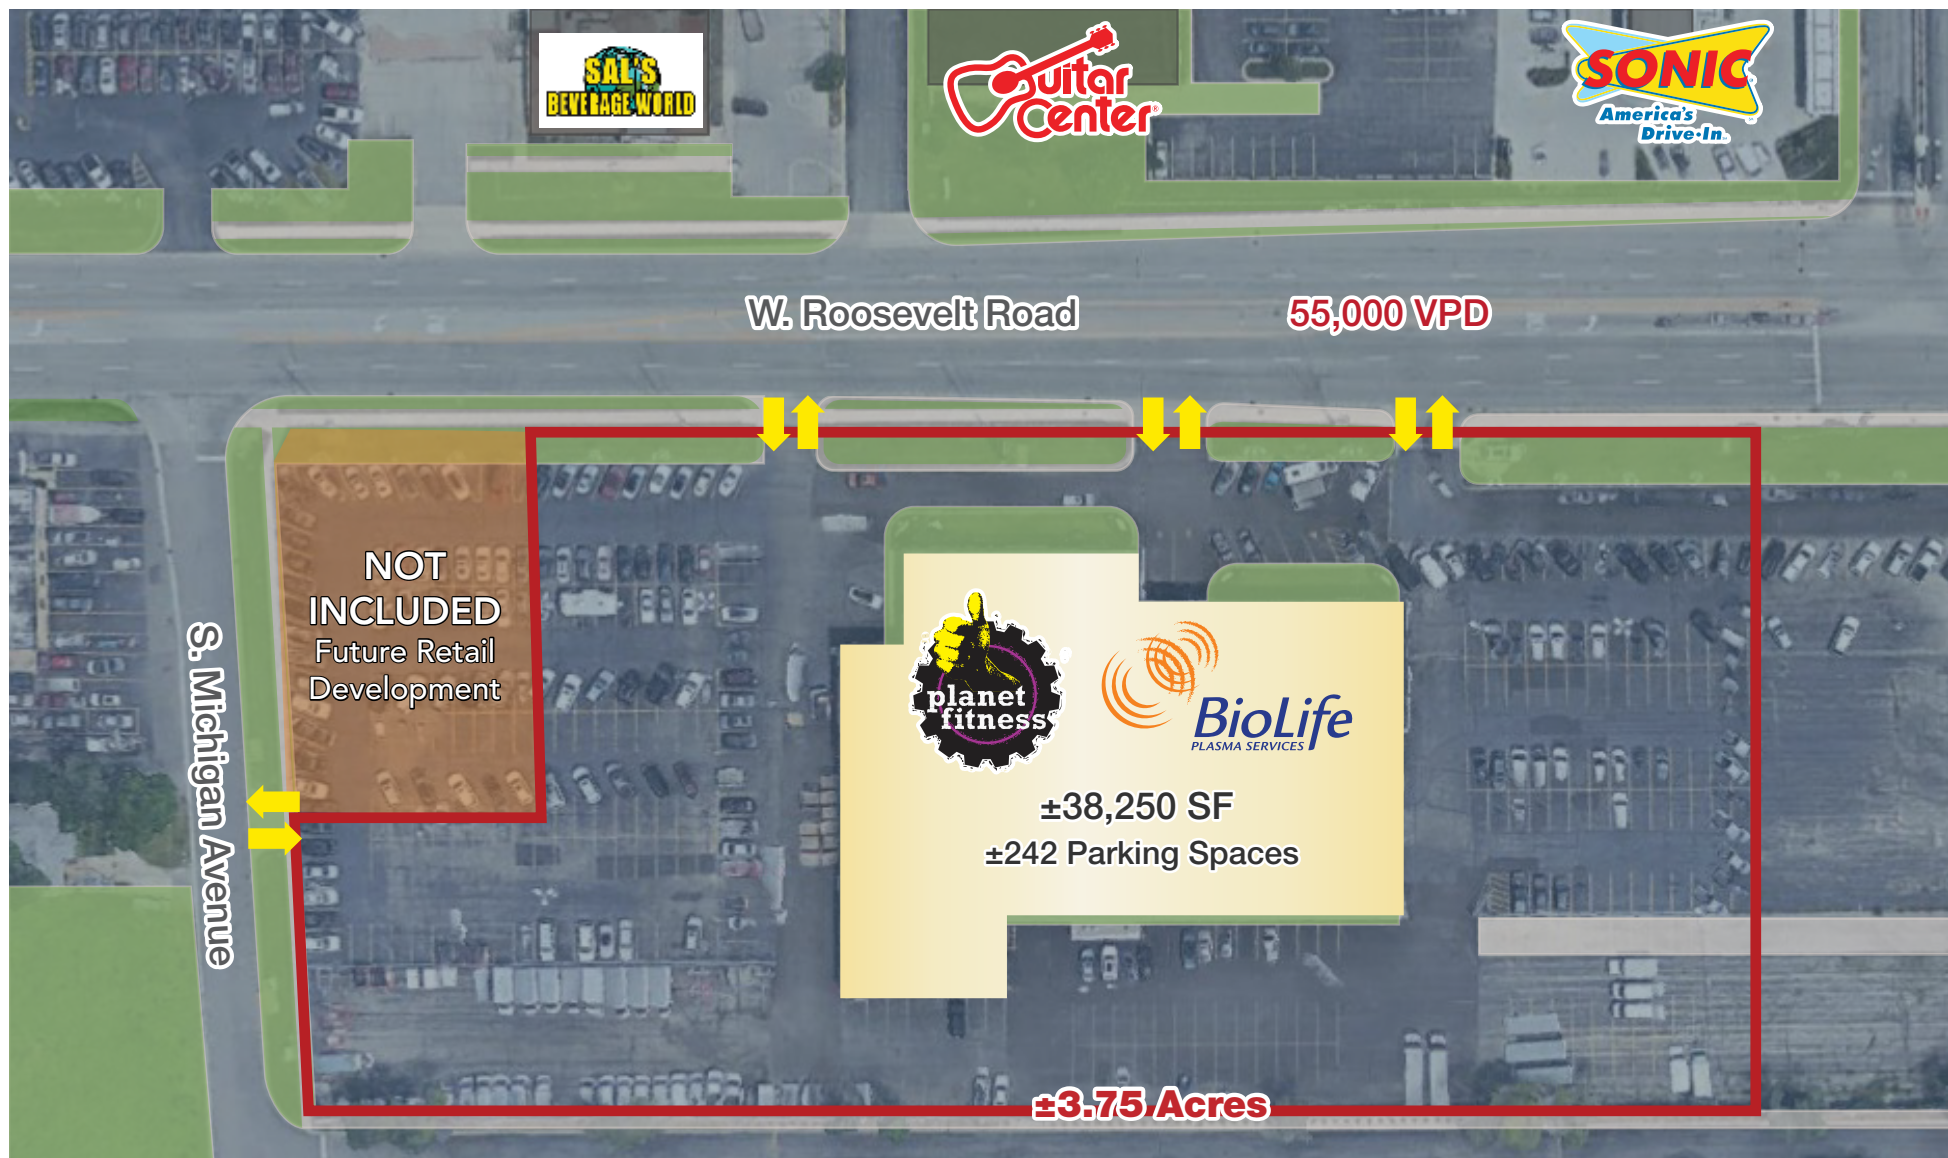 SAL'S
BEVERAGE WORLD
Guitar
Center®
SONIC
America's
Drive-In
W. Roosevelt Road
55,000 VPD
NOT
INCLUDED
Future Retail
Development
S. Michigan Avenue
planet
fitness
BioLife
PLASMA SERVICES
±38,250 SF
±242 Parking Spaces
±3.75 Acres